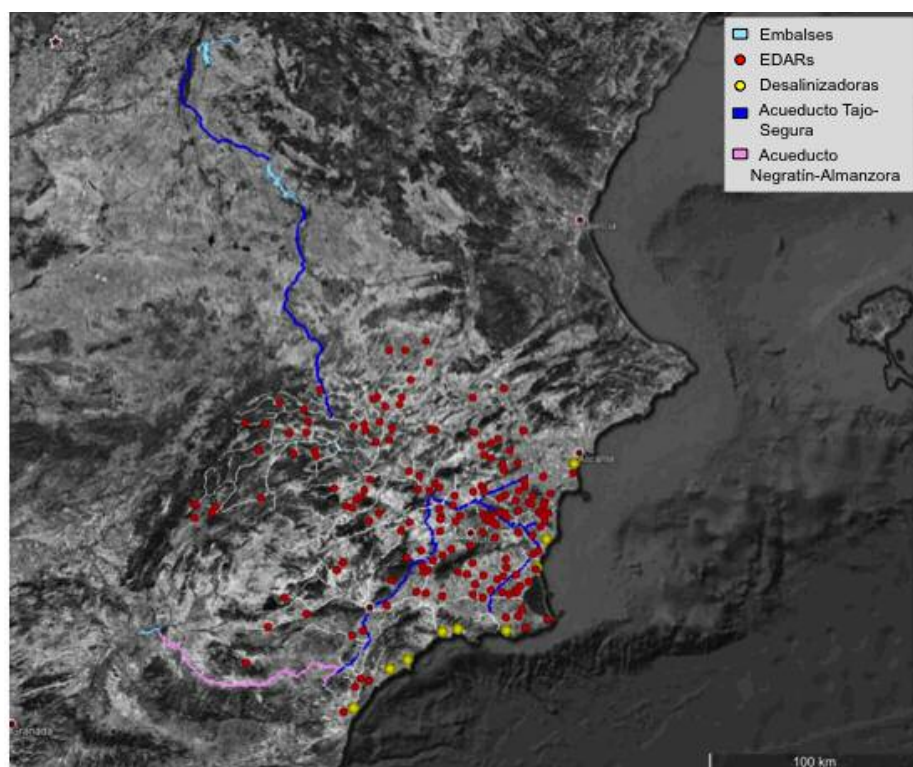 Embalses
EDARs
Desalinizadoras
Acueducto Tajo-
Segura
Acueducto
Negratín-Almanzora
Granada
100 km